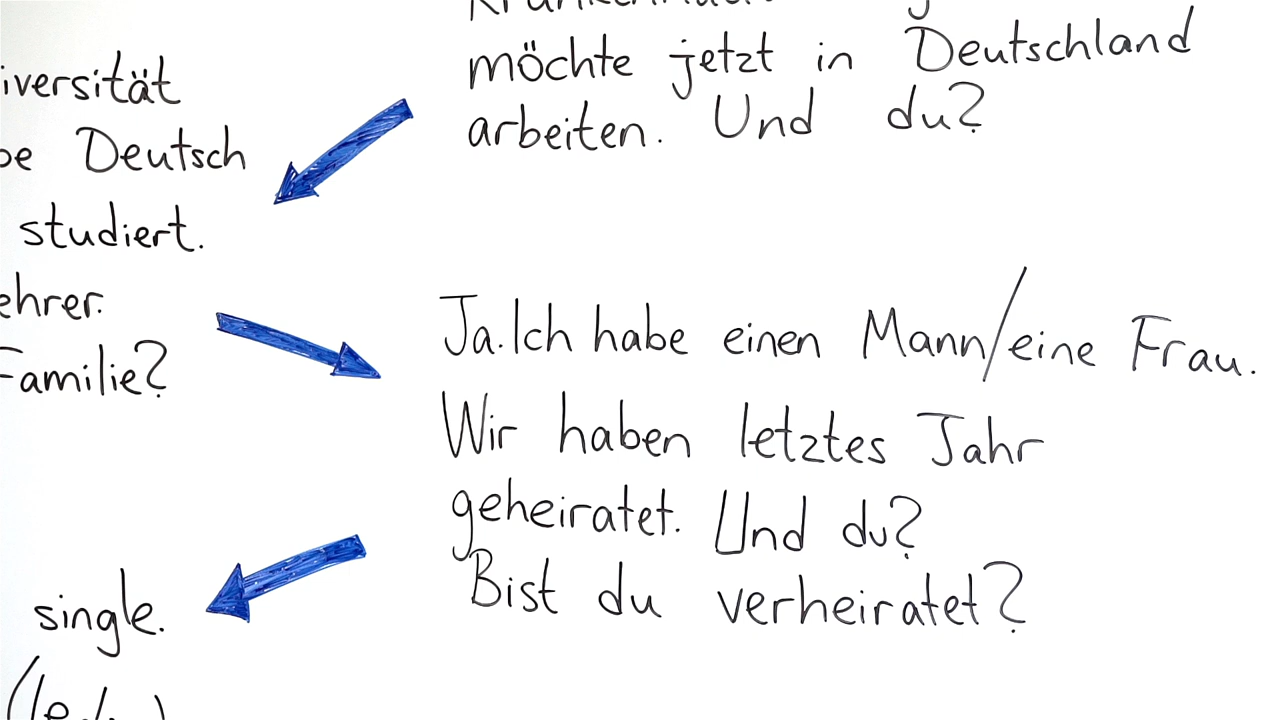 möchte jetzt in Deutschland
arbeiten. Und du?
iversität
be Deutsch
studiert.
ehrer.
Familie?
Ja. Ich habe einen Mann/eine Frau.
Wir haben letztes Jahr
geheiratet. Und du?
Bist du verheiratet?
single.